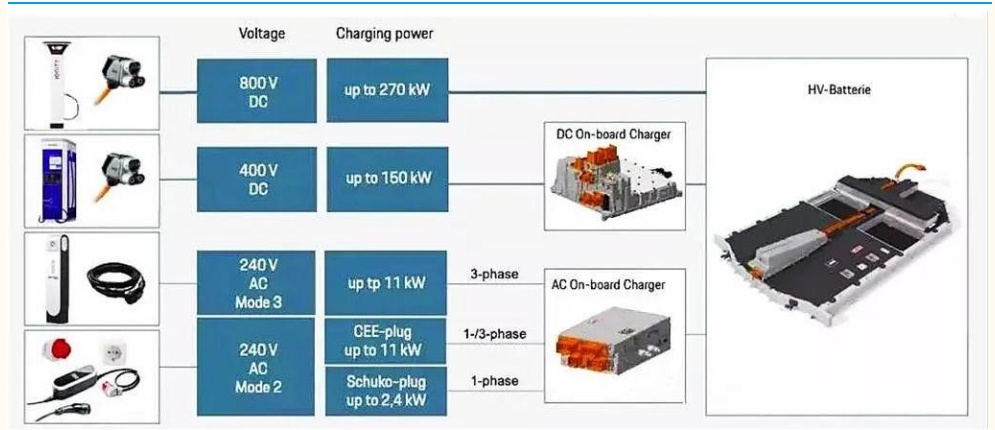 Voltage
Charging power
800 V
DC
up to 270 kW
HV-Batterie
DC On-board Charger
400 V
DC
up to 150 kW
240 V
AC
Mode 3
up tp 11 kW
3-phase
AC On-board Charger
240 V
AC
Mode 2
CEE-plug
up to 11 kW
1-/3-phase
Schuko-plug
up to 2,4 kW
1-phase
IONITY